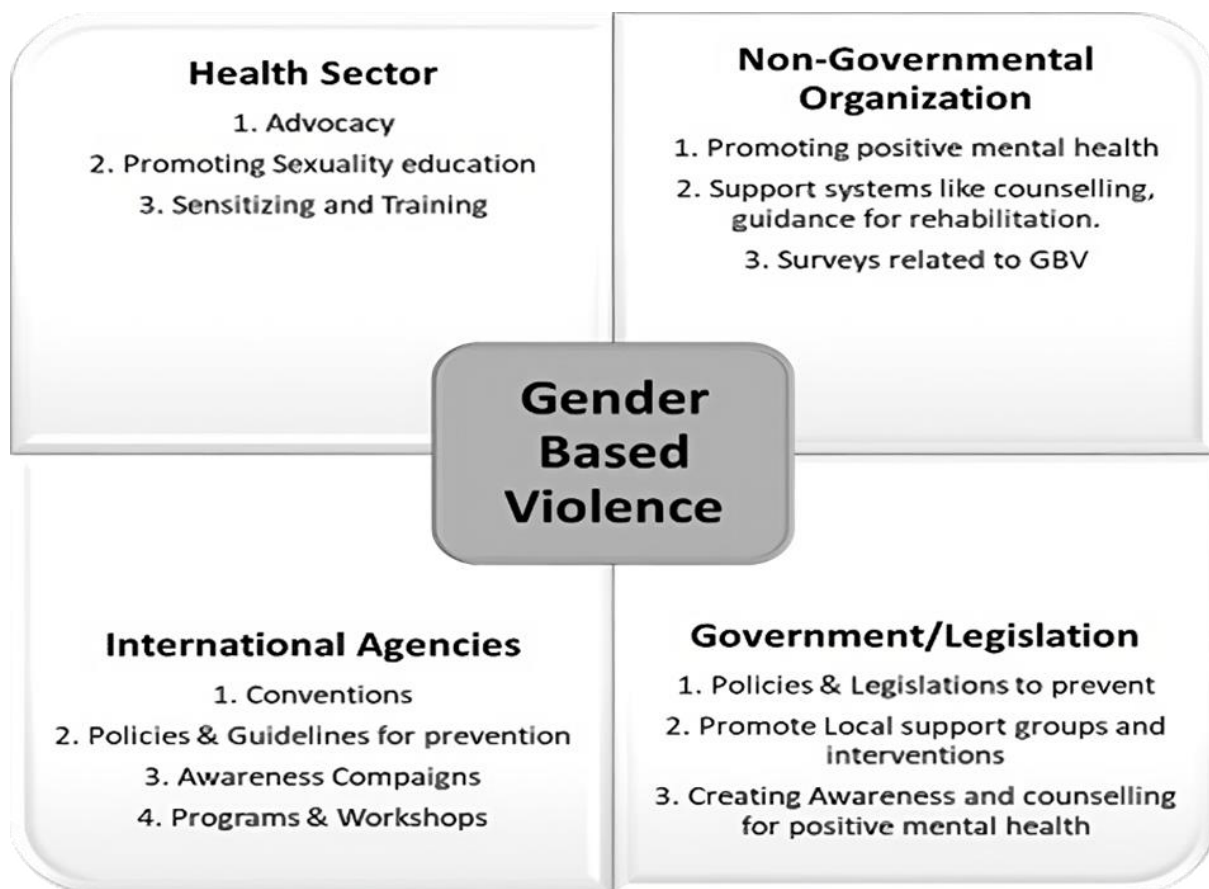 Health Sector
1. Advocacy
2. Promoting Sexuality education
3. Sensitizing and Training
Non-Governmental
Organization
1. Promoting positive mental health
2. Support systems like counselling,
guidance for rehabilitation.
3. Surveys related to GBV
Gender
Based
Violence
International Agencies
1. Conventions
2. Policies & Guidelines for prevention
3. Awareness Compaigns
4. Programs & Workshops
Government/Legislation
1. Policies & Legislations to prevent
2. Promote Local support groups and
interventions
3. Creating Awareness and counselling
for positive mental health